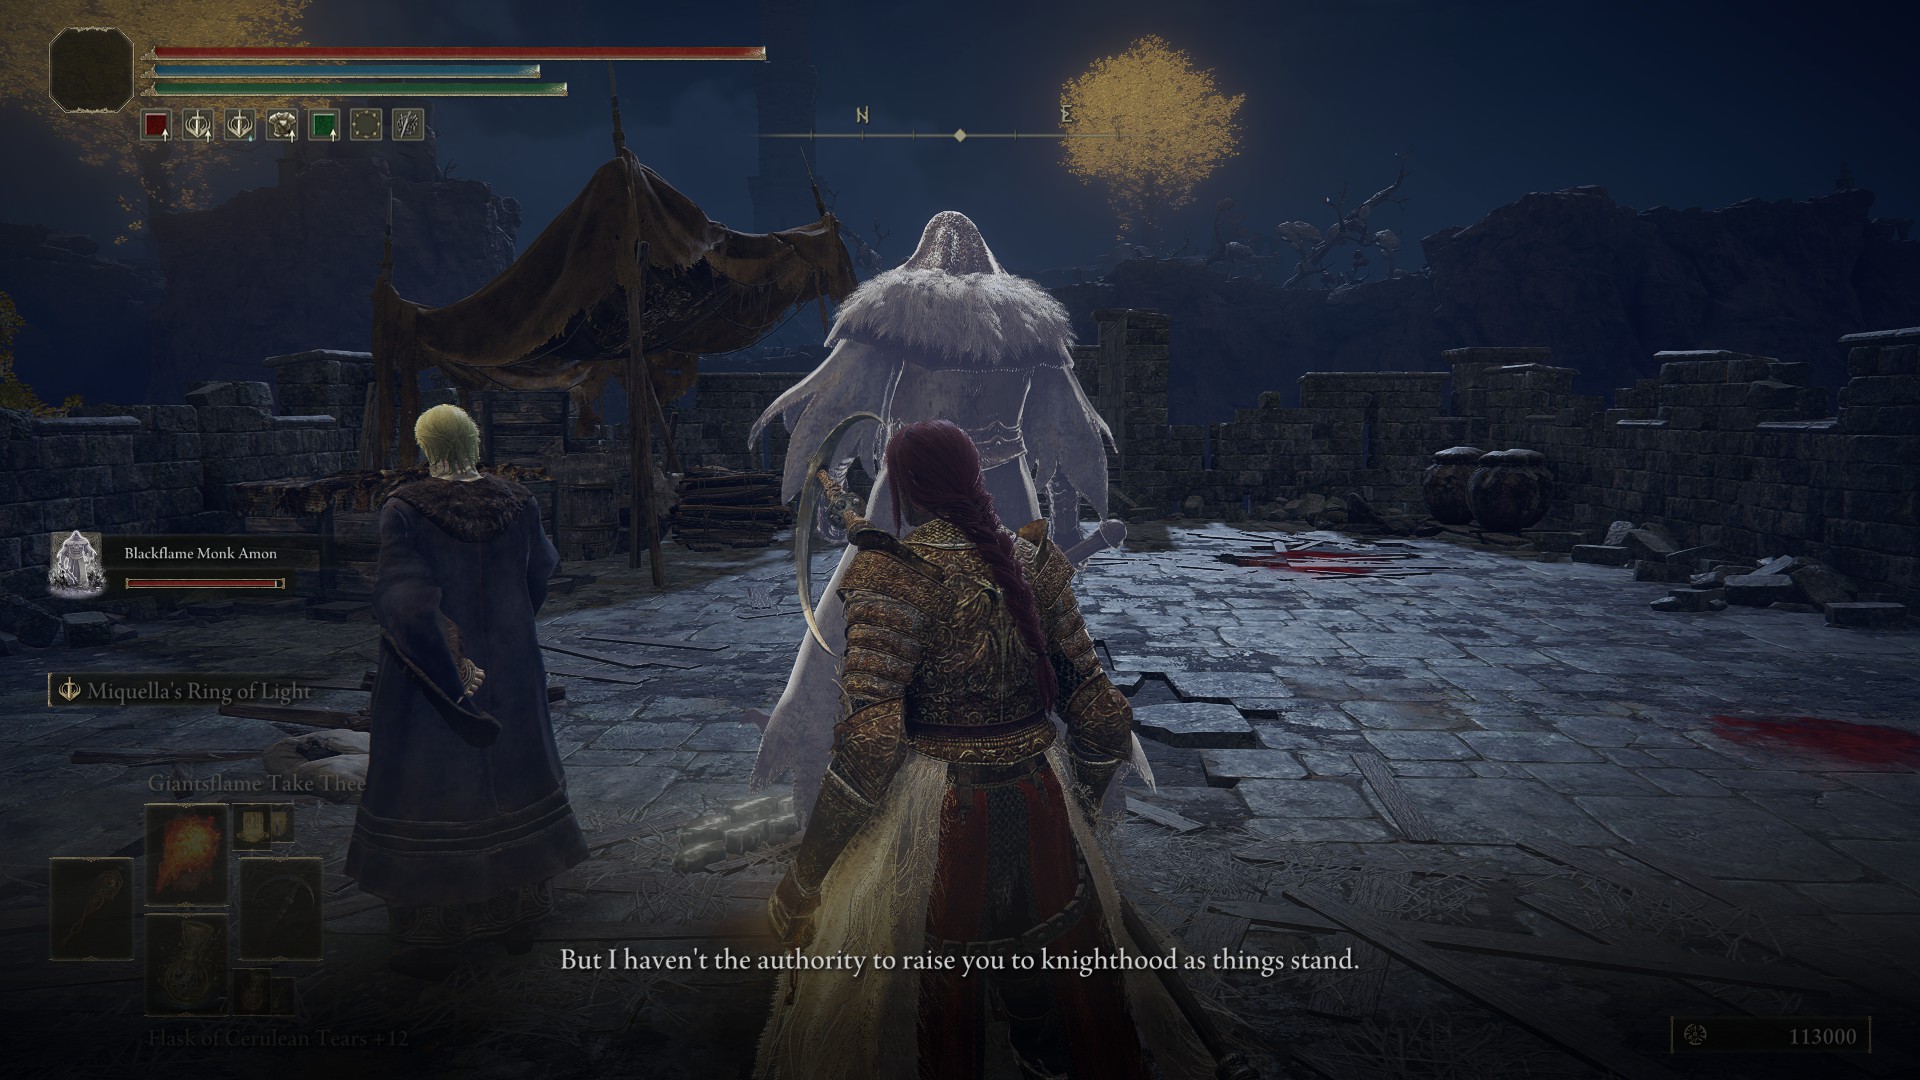 N
E
Blackflame Monk Amon
Miquella's Ring of Light
Giantsflame Take Thee
7
But I haven't the authority to raise you to knighthood as things stand.
Flask of Cerulean Tears +12
113000